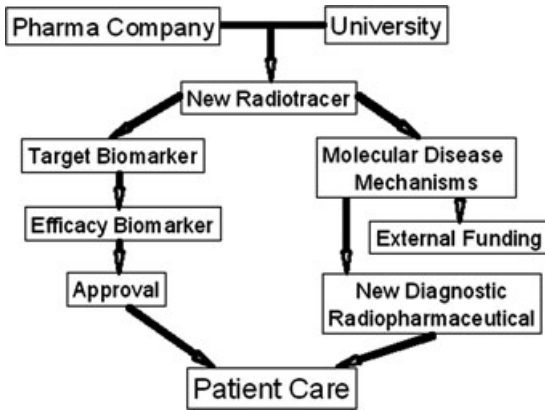 Pharma Company
University
New Radiotracer
Target Biomarker
Molecular Disease
Mechanisms
Efficacy Biomarker
External Funding
Approval
New Diagnostic
Radiopharmaceutical
Patient Care